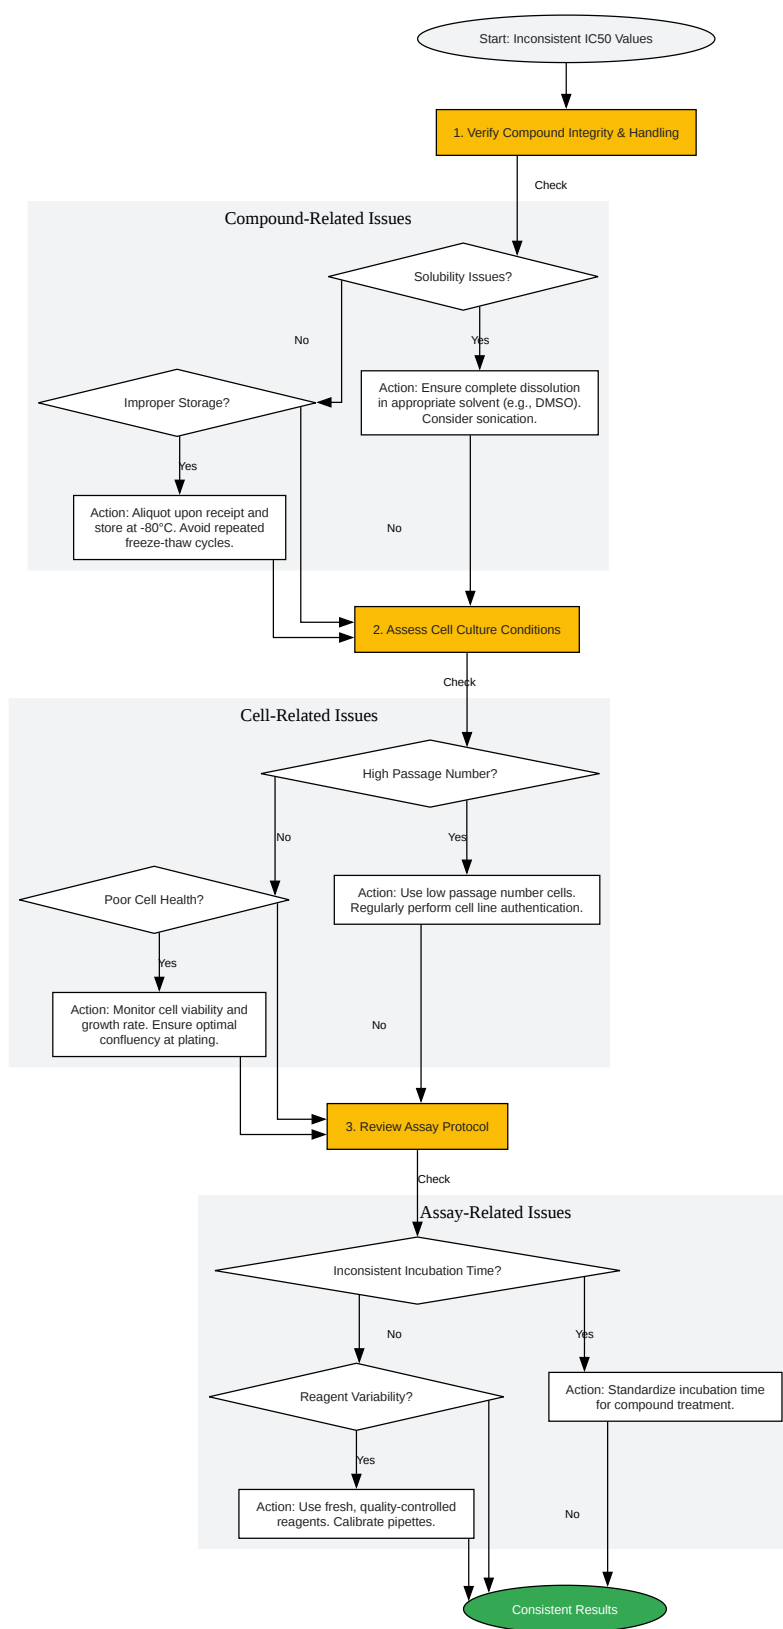 Start: Inconsistent IC50 Values
1. Verify Compound Integrity & Handling
Check
Compound-Related Issues
Solubility Issues?
No
Yes
Improper Storage?
Action: Ensure complete dissolution
in appropriate solvent (e.g., DMSO).
Consider sonication.
Yes
Action: Aliquot upon receipt and
store at -80°C. Avoid repeated
freeze-thaw cycles.
No
2. Assess Cell Culture Conditions
Check
Cell-Related Issues
High Passage Number?
No
Yes
Poor Cell Health?
Action: Use low passage number cells.
Regularly perform cell line authentication.
Yes
Action: Monitor cell viability and
growth rate. Ensure optimal
confluency at plating.
No
3. Review Assay Protocol
Check
Assay-Related Issues
Inconsistent Incubation Time?
No
Yes
Reagent Variability?
Action: Standardize incubation time
for compound treatment.
Yes
Action: Use fresh, quality-controlled
reagents. Calibrate pipettes.
No
Consistent Results